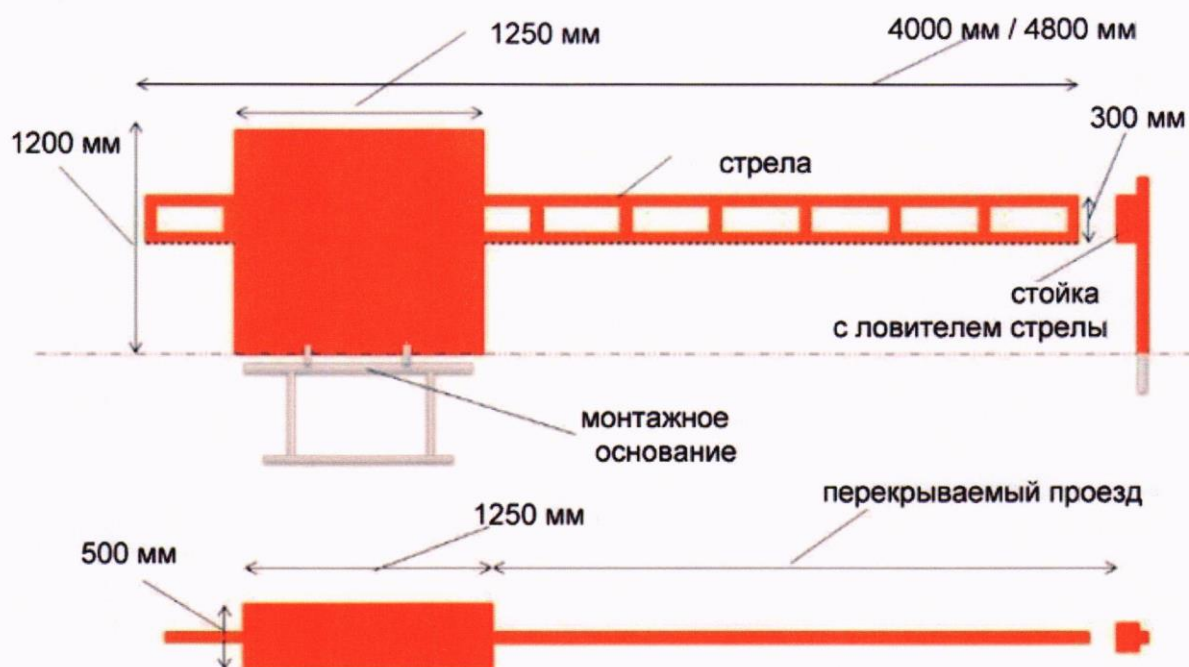 1250 мм
4000 мм / 4800 мм
300 мм
1200 мм
стрела
стойка
с ловителем стрелы
монтажное
основание
перекрываемый проезд
1250 мм
500 мм